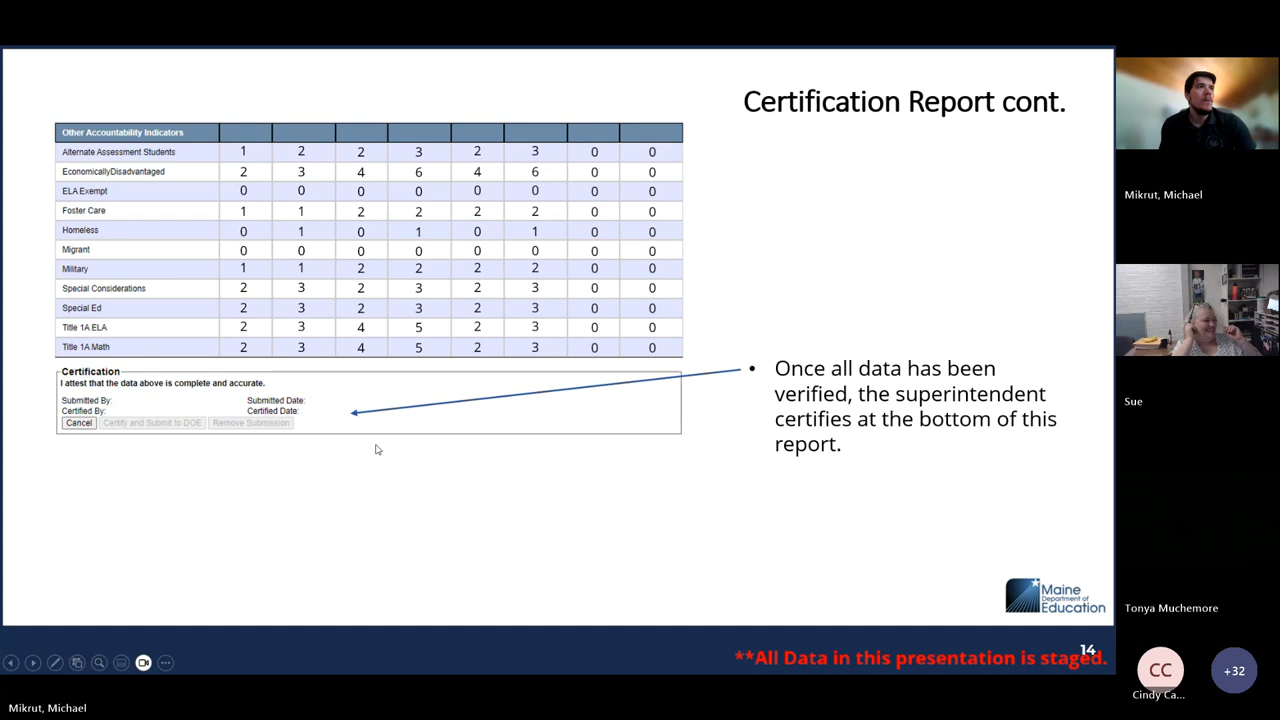 Certification Report cont.
Other Accountability Indicators
Alternate Assessment Students 1 2 2 3 2 3 0 0
EconomicallyDisadvantaged 2 3 4 6 4 6 0 0
ELA Exempt 0 0 0 0 0 0 0 0
Foster Care 1 1 2 2 2 2 0 0
Homeless 0 1 0 1 0 1 0 0
Migrant 0 0 0 0 0 0 0 0
Military 1 1 2 2 2 2 0 0
Special Considerations 2 3 2 3 2 3 0 0
Special Ed 2 3 2 3 2 3 0 0
Title 1A ELA 2 3 4 5 2 3 0 0
Title 1A Math 2 3 4 5 2 3 0 0
Certification
I attest that the data above is complete and accurate.
Submitted By: Submitted Date:
Certified By: Certified Date:
Cancel Certify and Submit to DOE Remove Submission
• Once all data has been
verified, the superintendent
certifies at the bottom of this
report.
Maine
Department of
Education
14
**All Data in this presentation is staged.
Mikrut, Michael
Sue
Tonya Muchemore
CC
Cindy Ca...
+32
Mikrut, Michael